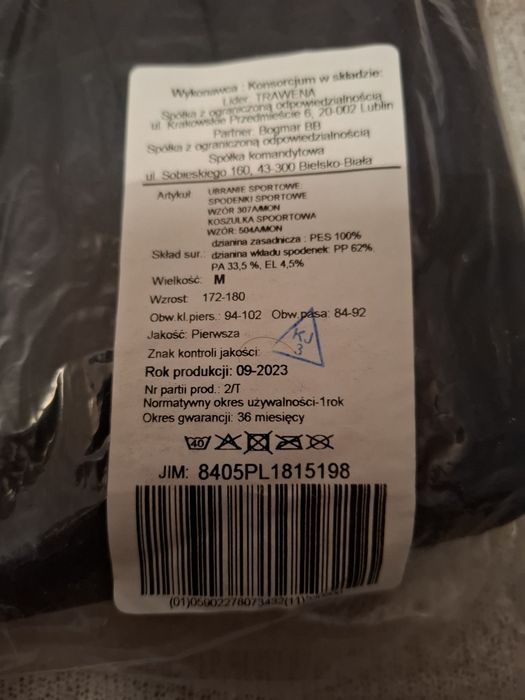 Wykonawca : Konsorcjum w składzie:
Lider TRAWENA
Spółka z ograniczoną odpowiedzialnością
ul. Krakowskie Przedmieście 6, 20-002 Lublin
Partner, Bogmar BB
Spółka z ograniczoną odpowiedzialnością
Spółka komandytowa
ul. Sobieskiego 160, 43-300 Bielsko-Biała
Artykuł: UBRANIE SPORTOWE:
SPODENKI SPORTOWE
WZÓR 307A/MON
KOSZULKA SPOORTOWA
WZÓR: 504A/MON
dzianina zasadnicza : PES 100%
Skład sur.: dzianina wkładu spodenek: PP 62%,
PA 33,5 %, EL 4,5%
Wielkość: M
Wzrost: 172-180
Obw.kl.piers.: 94-102 Obw.pasa: 84-92
Jakość: Pierwsza
Znak kontroli jakości:
KJ
3
Rok produkcji: 09-2023
Nr partii prod.: 2/T
Normatywny okres używalności-1rok
Okres gwarancji: 36 miesięcy
40
JIM: 8405PL1815198
(01)05902278073432(11)